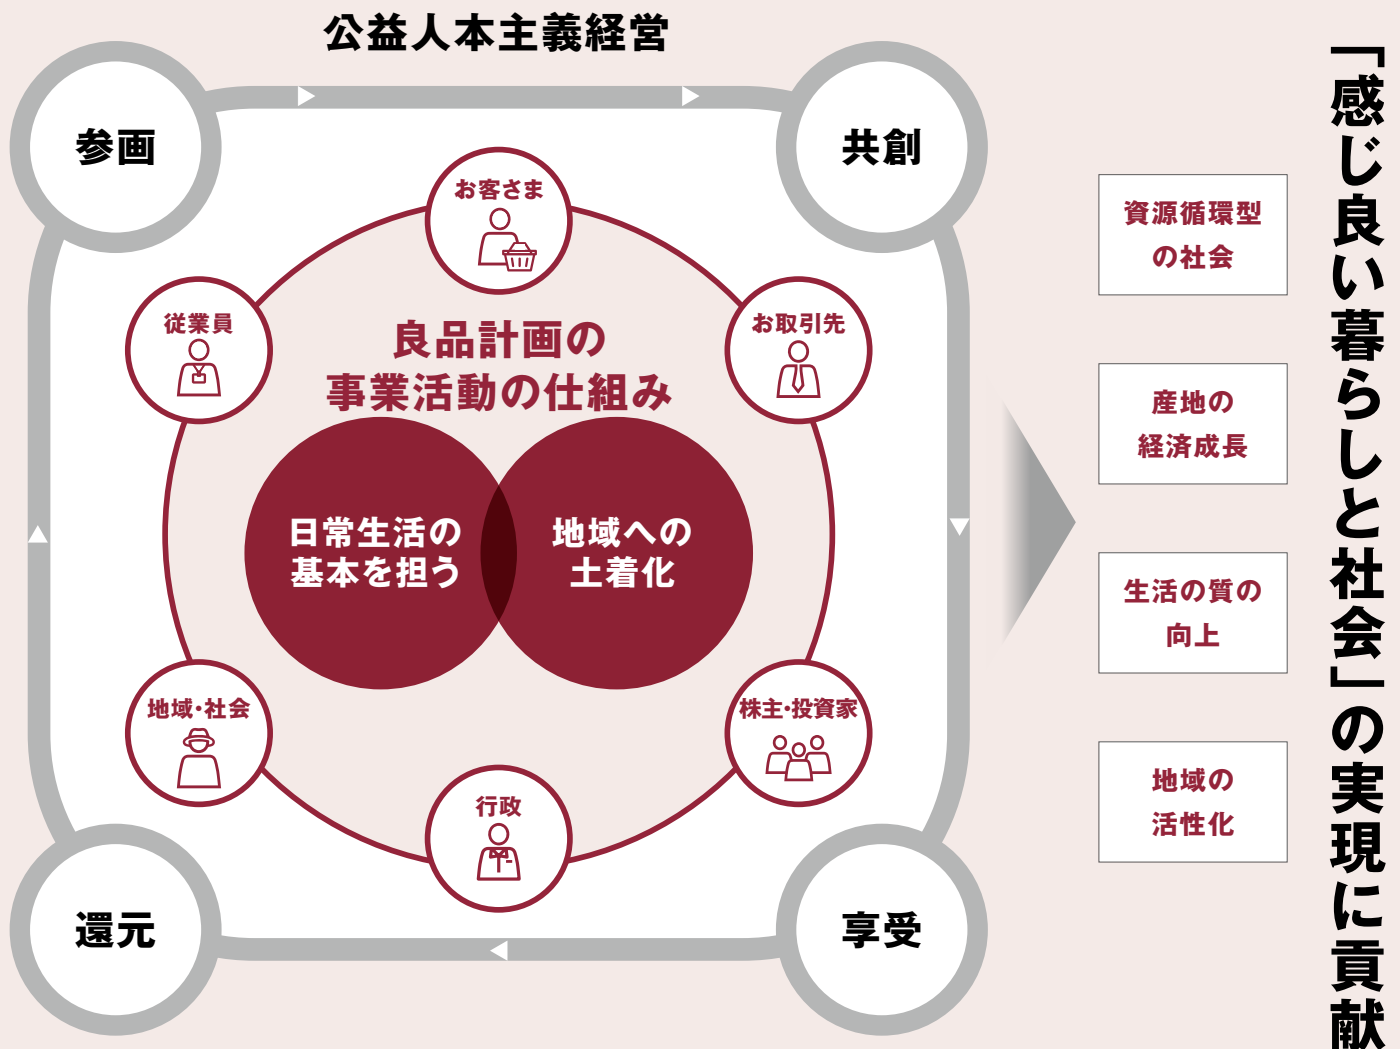 公益人本主義経営
参画
共創
お客さま
従業員
お取引先
良品計画の
事業活動の仕組み
日常生活の
基本を担う
地域への
土着化
地域・社会
株主・投資家
行政
還元
享受
資源循環型
の社会
産地の
経済成長
生活の質の
向上
地域の
活性化
「感じ良い暮らしと社会」の実現に貢献